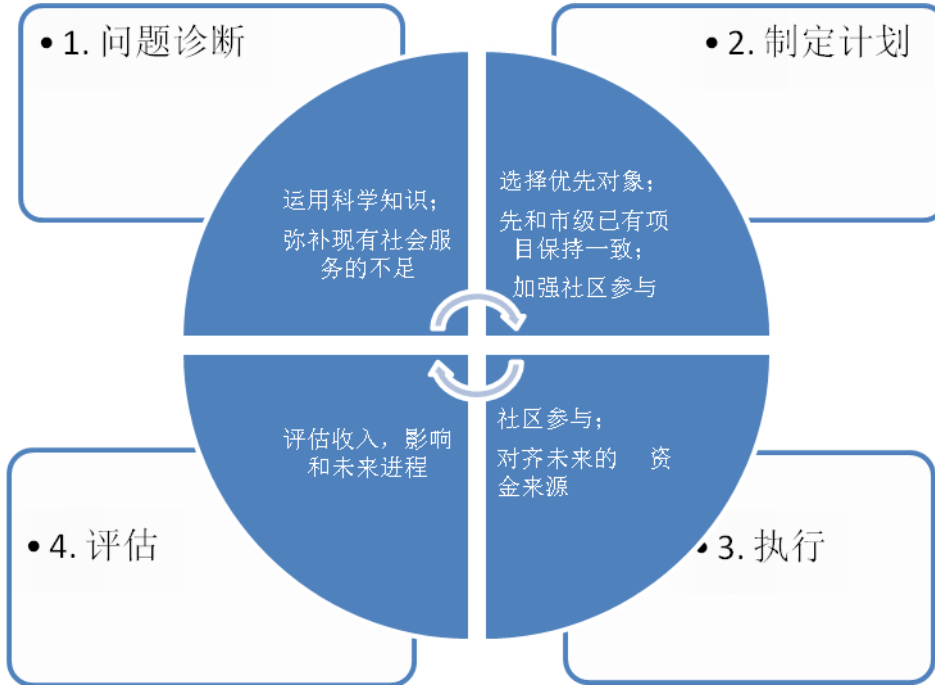 • 1. 问题诊断
运用科学知识；
弥补现有社会服
务的不足
• 2. 制定计划
选择优先对象；
先和市级已有项
目保持一致；
加强社区参与
• 3. 执行
社区参与；
对齐未来的 资
金来源
• 4. 评估
评估收入，影响
和未来进程